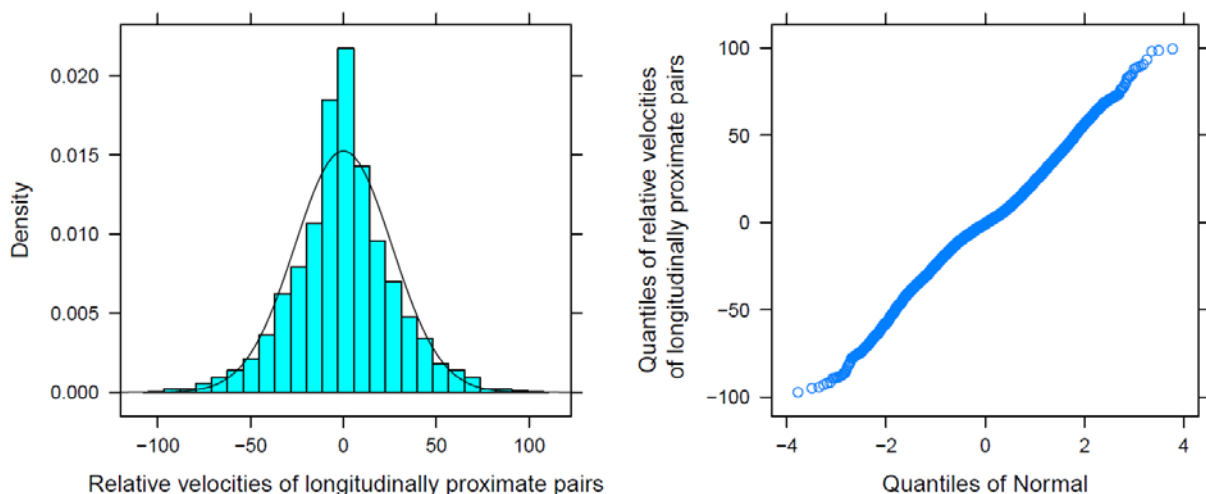 0.020
0.015
0.010
0.005
0.000
Density
−100 −50 0 50 100
Relative velocities of longitudinally proximate pairs
100
50
0
−50
−100
Quantiles of relative velocities
of longitudinally proximate pairs
−4 −2 0 2 4
Quantiles of Normal